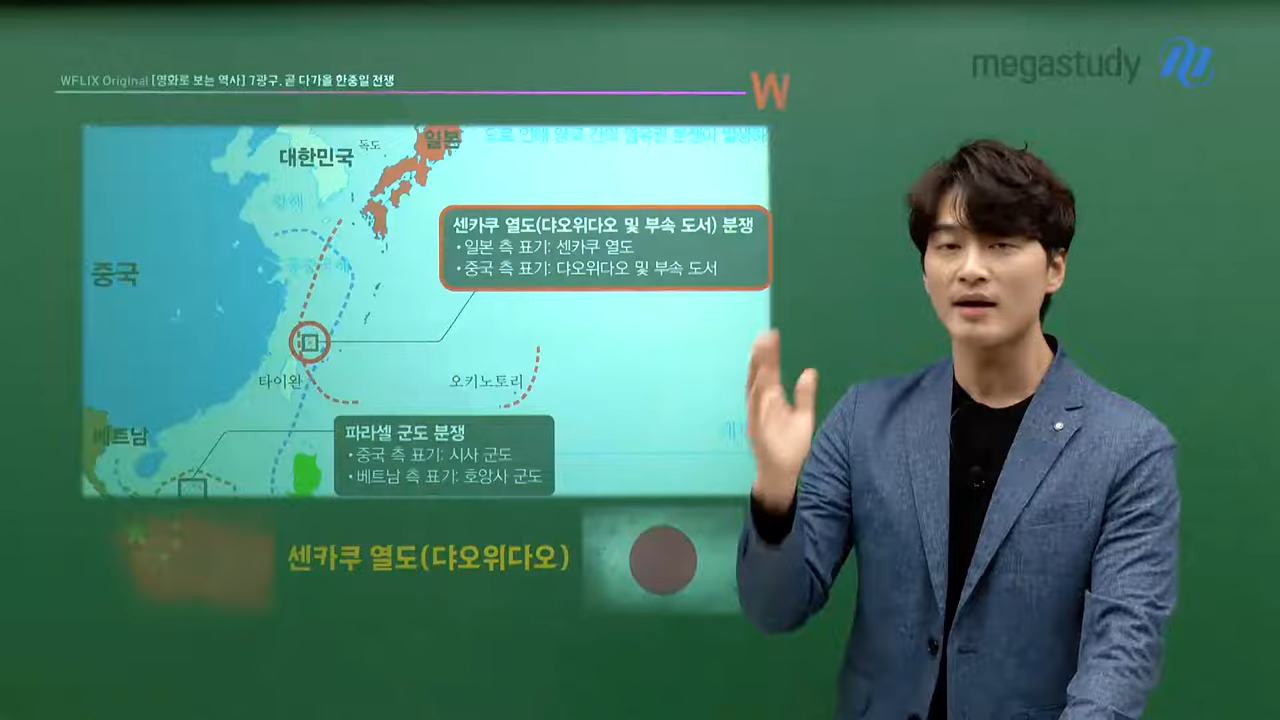 megastudy
WFLIX Original [영화로 보는 역사] 7광구, 곧 다가올 한중일 전쟁
W
일본
독도
대한민국
황해
센카쿠 열도(댜오위다오 및 부속 도서) 분쟁
• 일본 측 표기: 센카쿠 열도
• 중국 측 표기: 댜오위다오 및 부속 도서
중국
타이완
오키노토리
베트남
파라셀 군도 분쟁
• 중국 측 표기: 시사 군도
• 베트남 측 표기: 호앙사 군도
센카쿠 열도(댜오위다오)